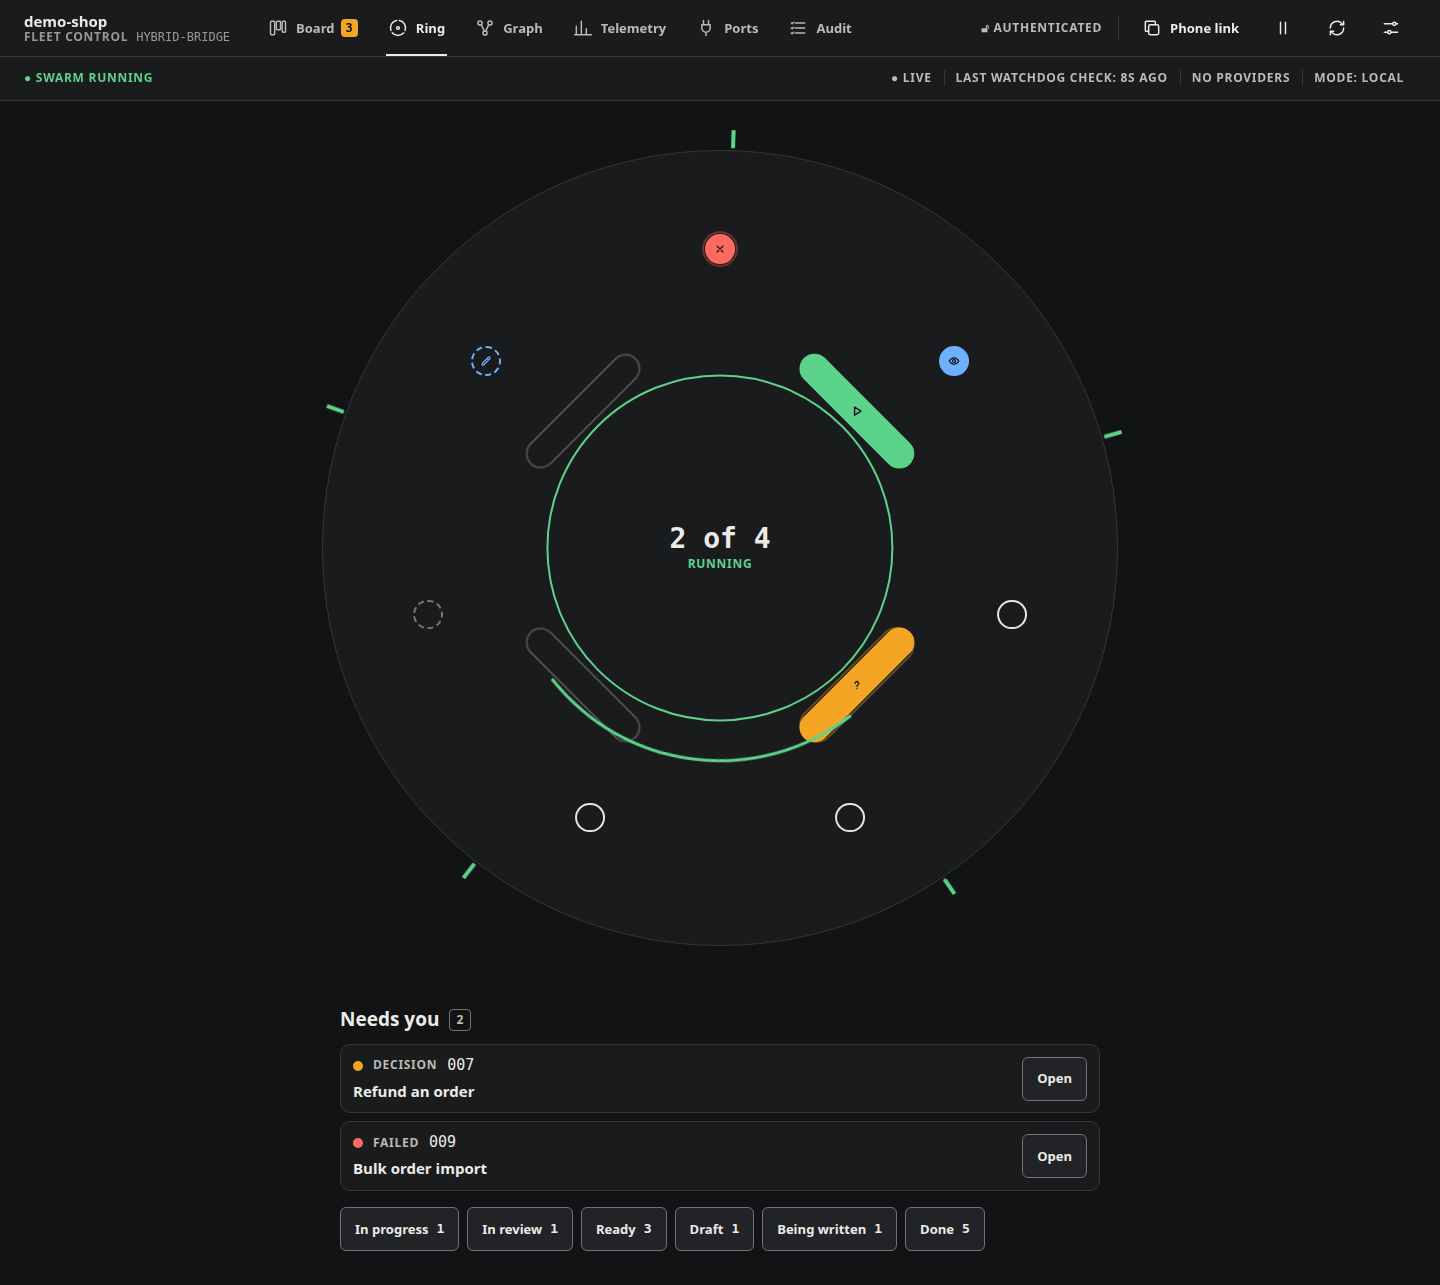 demo-shop
FLEET CONTROL HYBRID-BRIDGE
Board 3
Ring
Graph
Telemetry
Ports
Audit
AUTHENTICATED
Phone link
SWARM RUNNING
LIVE
LAST WATCHDOG CHECK: 8S AGO
NO PROVIDERS
MODE: LOCAL
2 of 4
RUNNING
?
Needs you 2
DECISION 007
Refund an order
Open
FAILED 009
Bulk order import
Open
In progress 1
In review 1
Ready 3
Draft 1
Being written 1
Done 5